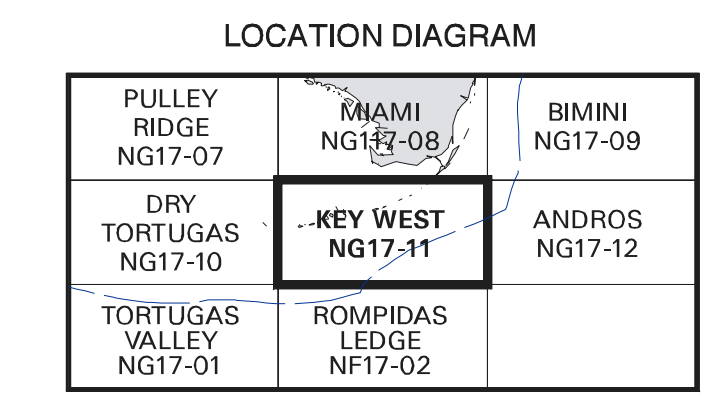 LOCATION DIAGRAM
PULLEY
RIDGE
NG17-07
MIAMI
NG17-08
BIMINI
NG17-09
DRY
TORTUGAS
NG17-10
KEY WEST
NG17-11
ANDROS
NG17-12
TORTUGAS
VALLEY
NG17-01
ROMPIDAS
LEDGE
NF17-02